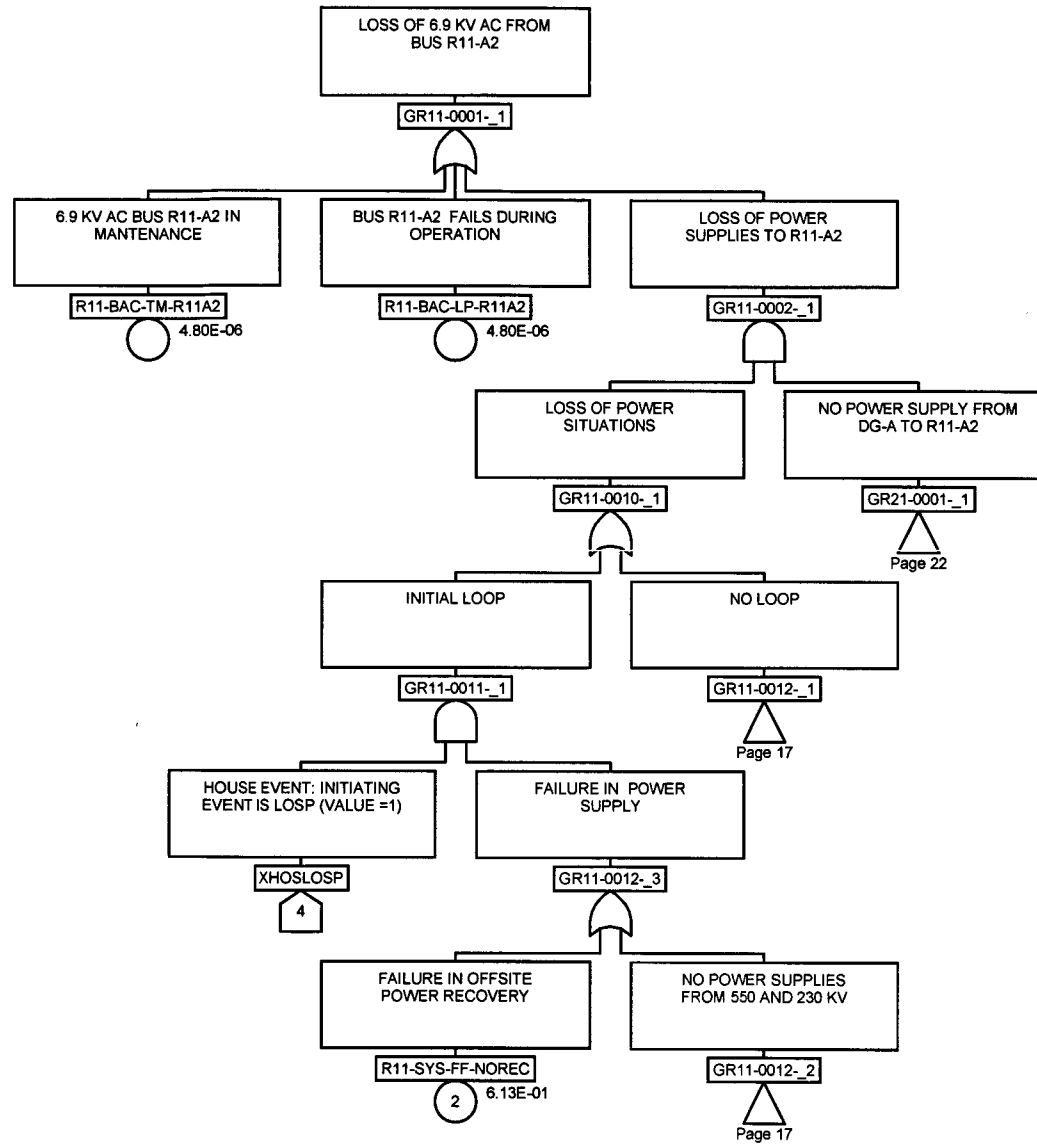 LOSS OF 6.9 KV AC FROM
BUS R11-A2
GR11-0001-_1
6.9 KV AC BUS R11-A2 IN
MANTENANCE
R11-BAC-TM-R11A2
4.80E-06
BUS R11-A2 FAILS DURING
OPERATION
R11-BAC-LP-R11A2
4.80E-06
LOSS OF POWER
SUPPLIES TO R11-A2
GR11-0002-_1
LOSS OF POWER
SITUATIONS
GR11-0010-_1
NO POWER SUPPLY FROM
DG-A TO R11-A2
GR21-0001-_1
Page 22
INITIAL LOOP
GR11-0011-_1
NO LOOP
GR11-0012-_1
Page 17
HOUSE EVENT: INITIATING
EVENT IS LOSP (VALUE =1)
XHOSLOSP
4
FAILURE IN POWER
SUPPLY
GR11-0012-_3
FAILURE IN OFFSITE
POWER RECOVERY
R11-SYS-FF-NOREC
2
6.13E-01
NO POWER SUPPLIES
FROM 550 AND 230 KV
GR11-0012-_2
Page 17